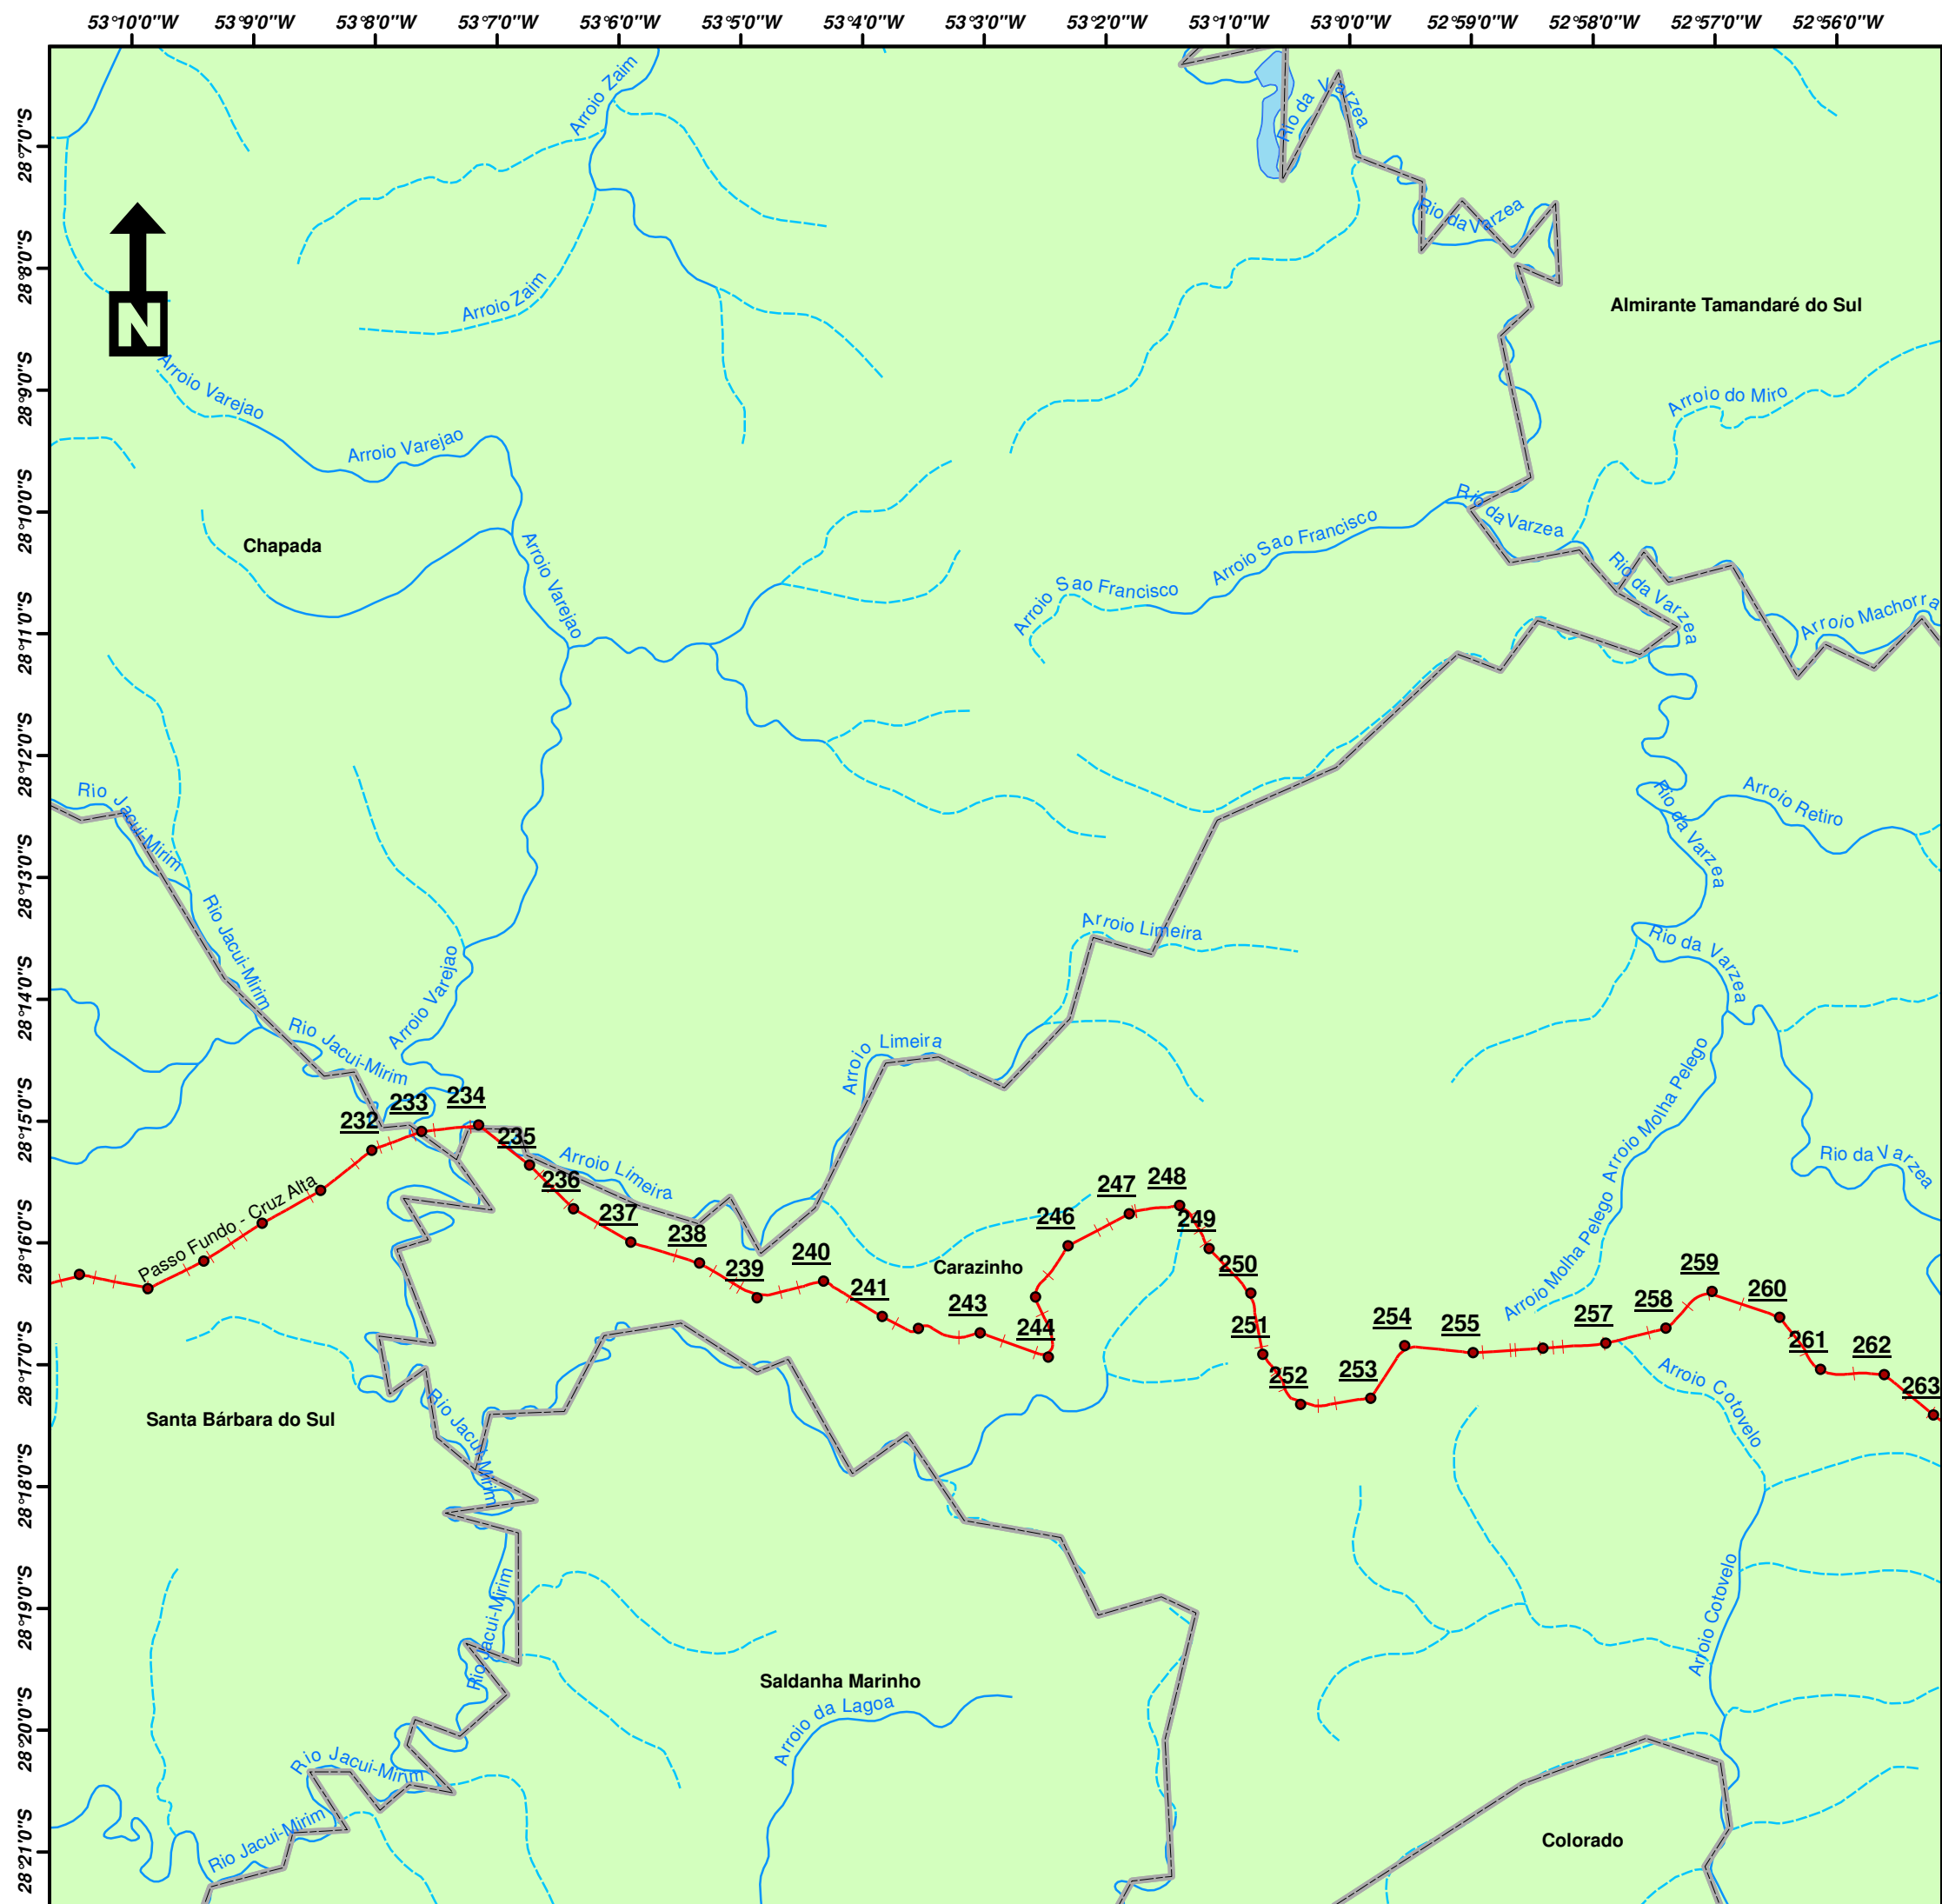 53°10'0"W 53°9'0"W 53°8'0"W 53°7'0"W 53°6'0"W 53°5'0"W 53°4'0"W 53°3'0"W 53°2'0"W 53°1'0"W 53°0'0"W 52°59'0"W 52°58'0"W 52°57'0"W 52°56'0"W
Arroio Zaim
Rio da Varzea
28°7'0"S
Rio da Varzea
28°8'0"S
N
Arroio Zaim
Almirante Tamandaré do Sul
Arroio Varejao
28°9'0"S
Arroio do Miro
Arroio Varejao
28°10'0"S
Rio da Varzea
Arroio Sao Francisco
Chapada
Arroio Varejao
Arroio Sao Francisco
Rio da Varzea
28°11'0"S
Arroio Machorra
28°12'0"S
Rio Jacui-Mirim
Rio da Varzea
Arroio Retiro
28°13'0"S
Rio Jacui-Mirim
Arroio Limeira
Rio da Varzea
28°14'0"S
Arroio Varejao
Rio Jacui-Mirim
Arroio Limeira
Arroio Molha Pelego
28°15'0"S
232 233 234 235
Arroio Limeira
Rio da Varzea
Passo Fundo - Cruz Alta
236 237 238 239 240 241 243 244 246 247 248 249 250 251 252 253 254 255 257 258 259 260 261 262 263
28°16'0"S
Carazinho
Arroio Molha Pelego
28°17'0"S
Arroio Cotovelo
Santa Bárbara do Sul
Rio Jacui-Mirim
28°18'0"S
28°19'0"S
Rio Jacui-Mirim
Arroio Cotovelo
Saldanha Marinho
Arroio da Lagoa
28°20'0"S
Rio Jacui-Mirim
Rio Jacui-Mirim
Colorado
28°21'0"S